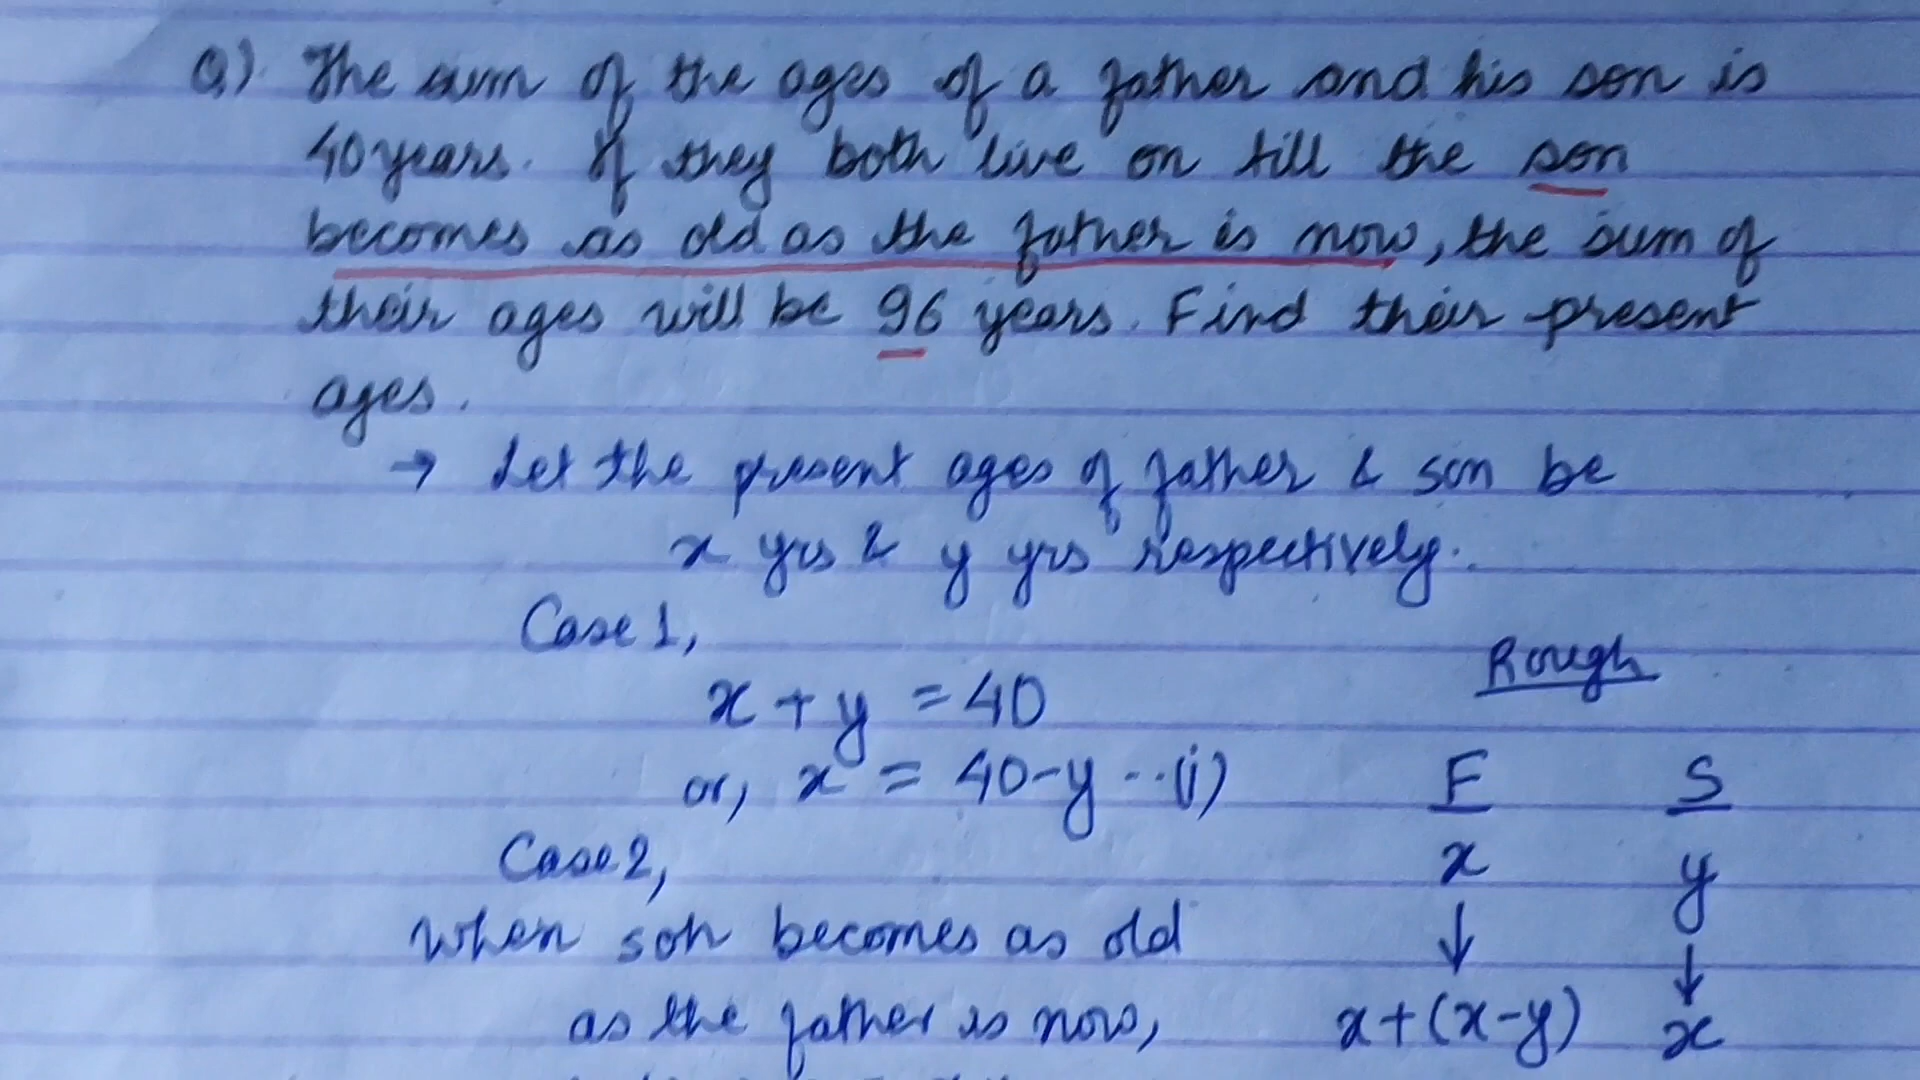 Q). The sum of the ages of a father and his son is
40 years. If they both live on till the son
becomes as old as the father is now, the sum of
their ages will be 96 years. Find their present
ages.
→ Let the present ages of father & son be
x yrs & y yrs respectively.
Case 1,
x + y = 40
or, x = 40-y ...(i)
Case 2,
When son becomes as old
as the father is now,
Rough
F S
x y
↓ ↓
x+(x-y) x